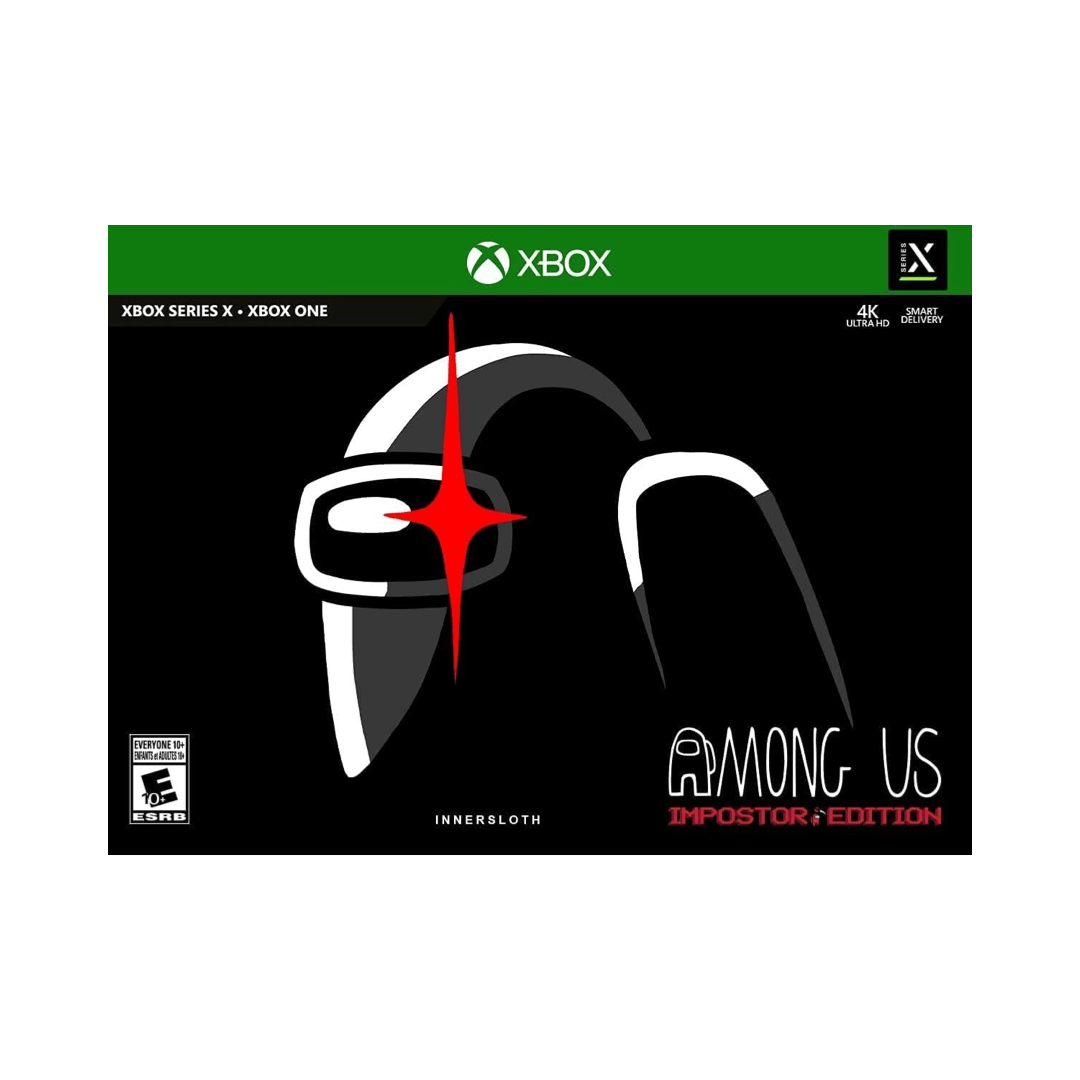 XBOX
SERIES X
XBOX SERIES X • XBOX ONE
4K
ULTRA HD
SMART
DELIVERY
EVERYONE 10+
ENFANTS et ADULTES 10+
E
10+
ESRB
INNERSLOTH
AMONG US
IMPOSTOR EDITION